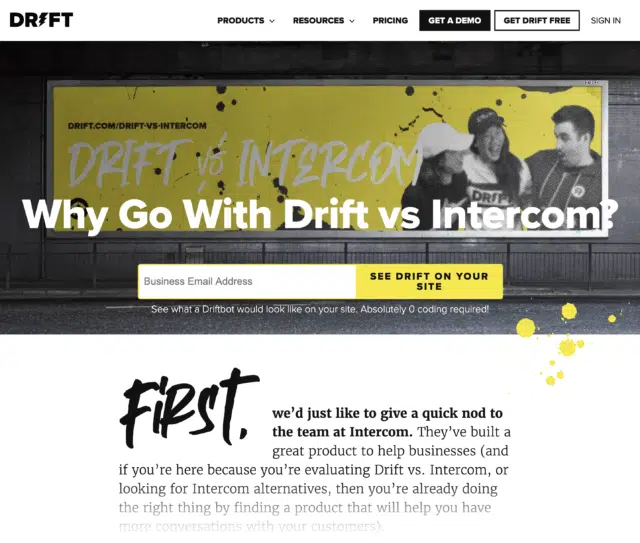 DRIFT
PRODUCTS RESOURCES PRICING GET A DEMO GET DRIFT FREE SIGN IN
DRIFT.COM/DRIFT-VS-INTERCOM
DRIFT vs INTERCOM
DRIFT
Why Go With Drift vs Intercom?
Business Email Address
SEE DRIFT ON YOUR
SITE
See what a Driftbot would look like on your site. Absolutely 0 coding required!
FIRST,
we’d just like to give a quick nod to
the team at Intercom. They’ve built a
great product to help businesses (and
if you’re here because you’re evaluating Drift vs. Intercom, or
looking for Intercom alternatives, then you’re already doing
the right thing by finding a product that will help you have
more conversations with your customers).